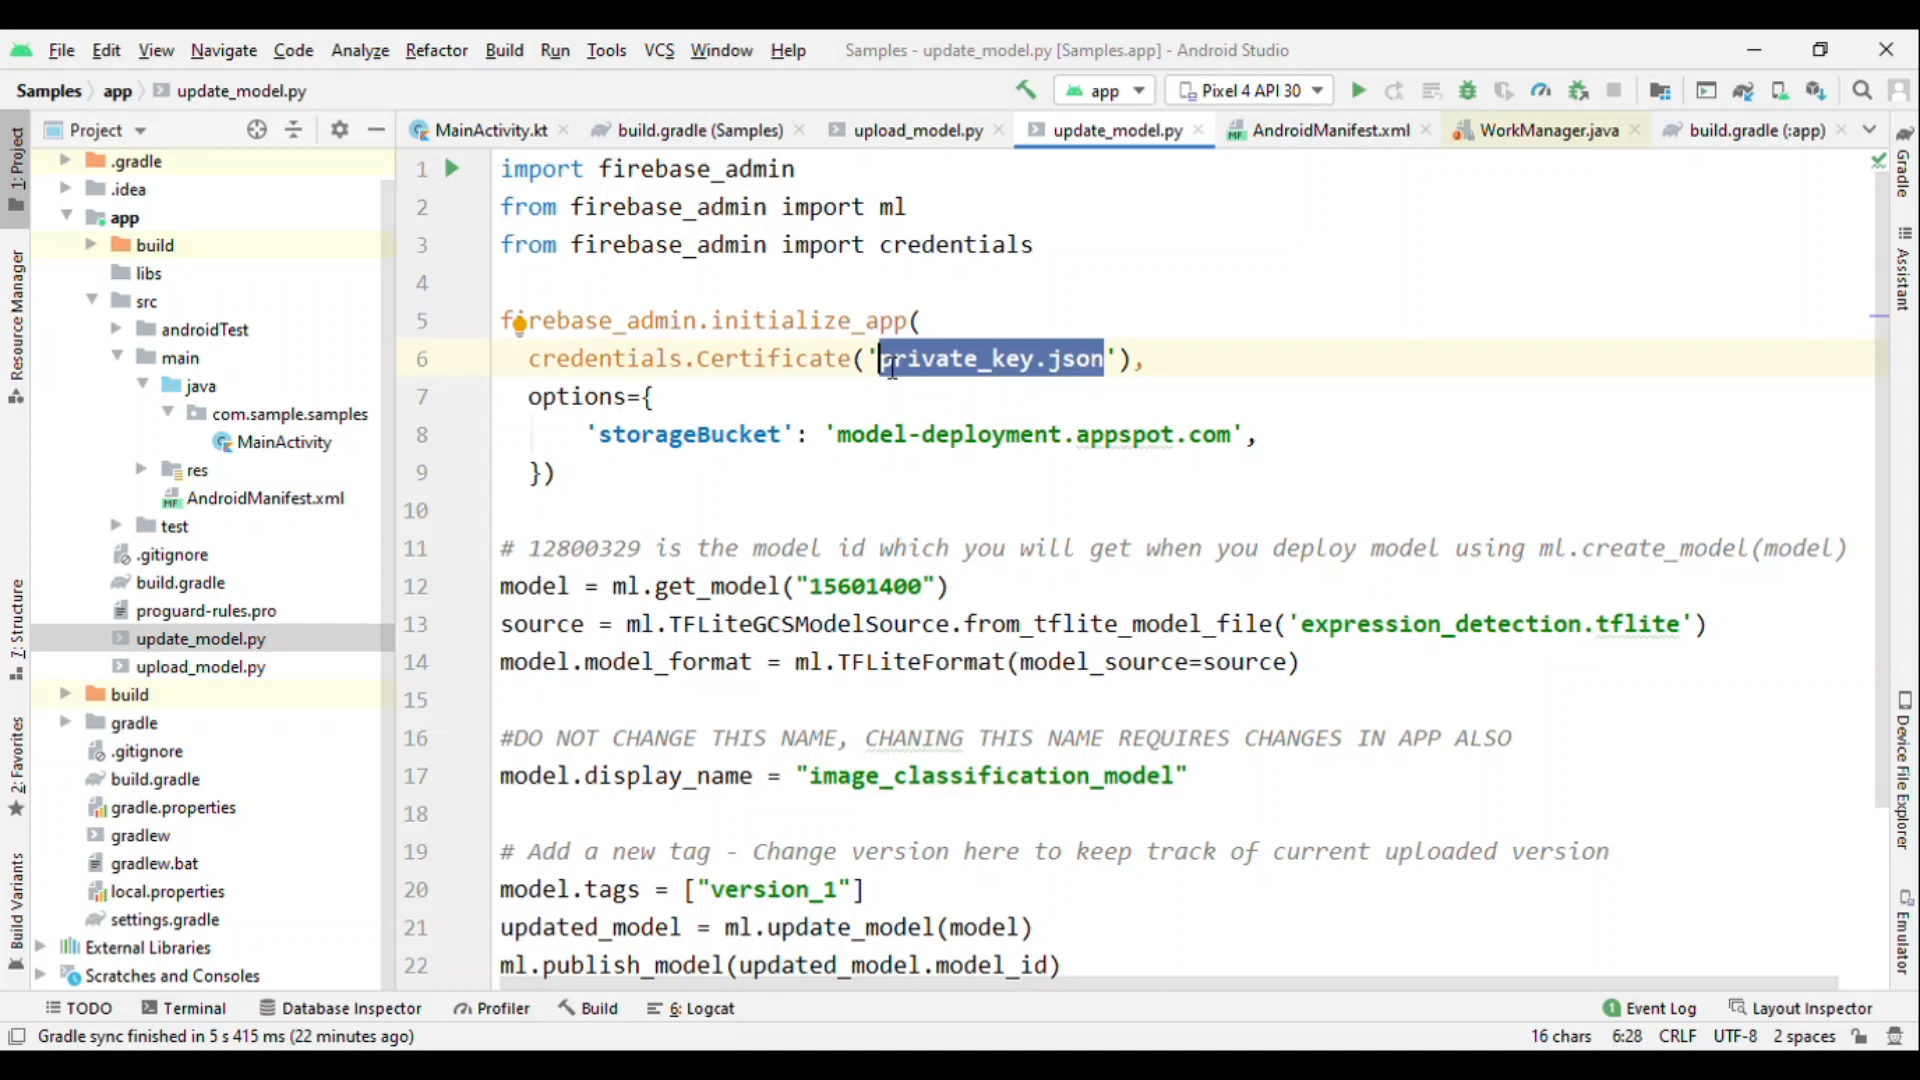 File Edit View Navigate Code Analyze Refactor Build Run Tools VCS Window Help Samples - update_model.py [Samples.app] - Android Studio
Samples app update_model.py app Pixel 4 API 30
Project MainActivity.kt build.gradle (Samples) upload_model.py update_model.py AndroidManifest.xml WorkManager.java build.gradle (:app)
1: Project
Resource Manager
7: Structure
2: Favorites
Build Variants
.gradle
.idea
app
build
libs
src
androidTest
main
java
com.sample.samples
MainActivity
res
AndroidManifest.xml
test
.gitignore
build.gradle
proguard-rules.pro
update_model.py
upload_model.py
build
gradle
.gitignore
build.gradle
gradle.properties
gradlew
gradlew.bat
local.properties
settings.gradle
External Libraries
Scratches and Consoles
1 import firebase_admin
2 from firebase_admin import ml
3 from firebase_admin import credentials
4
5 firebase_admin.initialize_app(
6 credentials.Certificate('private_key.json'),
7 options={
8 'storageBucket': 'model-deployment.appspot.com',
9 })
10
11 # 12800329 is the model id which you will get when you deploy model using ml.create_model(model)
12 model = ml.get_model("15601400")
13 source = ml.TFLiteGCSModelSource.from_tflite_model_file('expression_detection.tflite')
14 model.model_format = ml.TFLiteFormat(model_source=source)
15
16 #DO NOT CHANGE THIS NAME, CHANING THIS NAME REQUIRES CHANGES IN APP ALSO
17 model.display_name = "image_classification_model"
18
19 # Add a new tag - Change version here to keep track of current uploaded version
20 model.tags = ["version_1"]
21 updated_model = ml.update_model(model)
22 ml.publish_model(updated_model.model_id)
Gradle
Assistant
Device File Explorer
Emulator
TODO Terminal Database Inspector Profiler Build 6: Logcat 1 Event Log Layout Inspector
Gradle sync finished in 5 s 415 ms (22 minutes ago) 16 chars 6:28 CRLF UTF-8 2 spaces